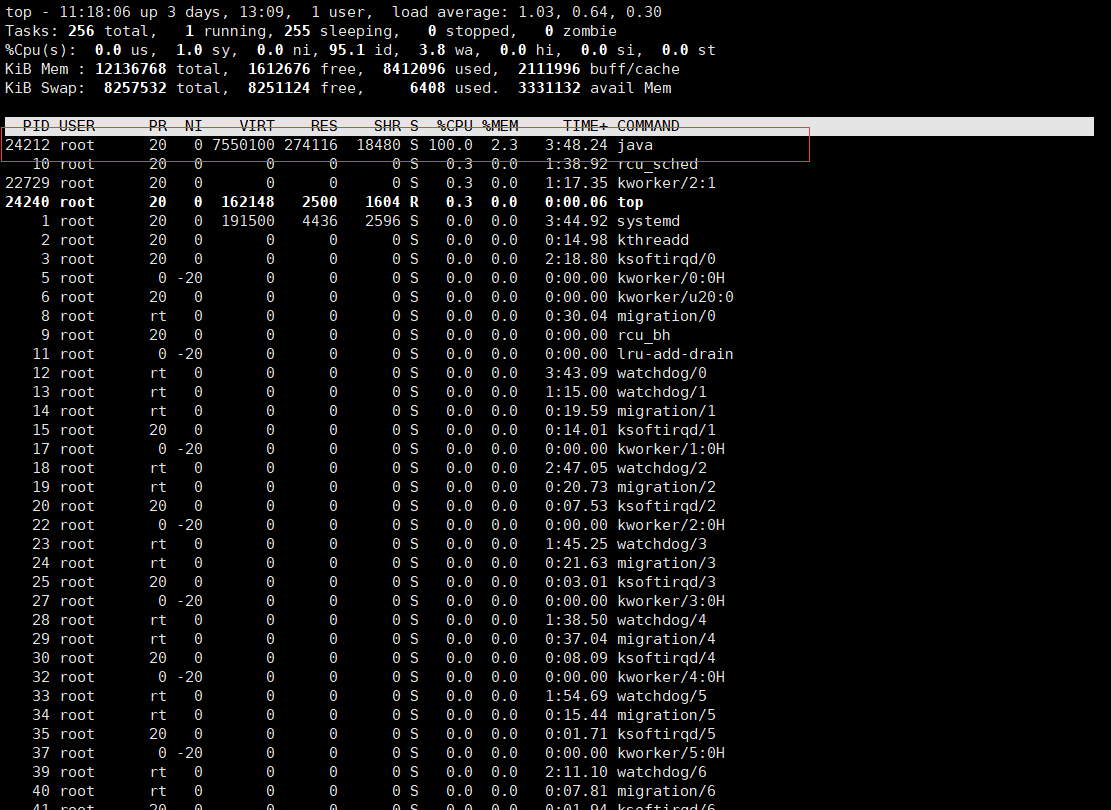 top - 11:18:06 up 3 days, 13:09,  1 user,  load average: 1.03, 0.64, 0.30
Tasks: 256 total,   1 running, 255 sleeping,   0 stopped,   0 zombie
%Cpu(s):  0.0 us,  1.0 sy,  0.0 ni, 95.1 id,  3.8 wa,  0.0 hi,  0.0 si,  0.0 st
KiB Mem : 12136768 total,  1612676 free,  8412096 used,  2111996 buff/cache
KiB Swap:  8257532 total,  8251124 free,     6408 used.  3331132 avail Mem
PID USER      PR  NI    VIRT    RES    SHR S  %CPU %MEM     TIME+ COMMAND
24212 root      20   0 7550100 274116  18480 S 100.0  2.3   3:48.24 java
10 root      20   0       0      0      0 S   0.3  0.0   1:38.92 rcu_sched
22729 root      20   0       0      0      0 S   0.3  0.0   1:17.35 kworker/2:1
24240 root      20   0  162148   2500   1604 R   0.3  0.0   0:00.06 top
1 root      20   0  191500   4436   2596 S   0.0  0.0   3:44.92 systemd
2 root      20   0       0      0      0 S   0.0  0.0   0:14.98 kthreadd
3 root      20   0       0      0      0 S   0.0  0.0   2:18.80 ksoftirqd/0
5 root       0 -20       0      0      0 S   0.0  0.0   0:00.00 kworker/0:0H
6 root      20   0       0      0      0 S   0.0  0.0   0:00.00 kworker/u20:0
8 root      rt   0       0      0      0 S   0.0  0.0   0:30.04 migration/0
9 root      20   0       0      0      0 S   0.0  0.0   0:00.00 rcu_bh
11 root       0 -20       0      0      0 S   0.0  0.0   0:00.00 lru-add-drain
12 root      rt   0       0      0      0 S   0.0  0.0   3:43.09 watchdog/0
13 root      rt   0       0      0      0 S   0.0  0.0   1:15.00 watchdog/1
14 root      rt   0       0      0      0 S   0.0  0.0   0:19.59 migration/1
15 root      20   0       0      0      0 S   0.0  0.0   0:14.01 ksoftirqd/1
17 root       0 -20       0      0      0 S   0.0  0.0   0:00.00 kworker/1:0H
18 root      rt   0       0      0      0 S   0.0  0.0   2:47.05 watchdog/2
19 root      rt   0       0      0      0 S   0.0  0.0   0:20.73 migration/2
20 root      20   0       0      0      0 S   0.0  0.0   0:07.53 ksoftirqd/2
22 root       0 -20       0      0      0 S   0.0  0.0   0:00.00 kworker/2:0H
23 root      rt   0       0      0      0 S   0.0  0.0   1:45.25 watchdog/3
24 root      rt   0       0      0      0 S   0.0  0.0   0:21.63 migration/3
25 root      20   0       0      0      0 S   0.0  0.0   0:03.01 ksoftirqd/3
27 root       0 -20       0      0      0 S   0.0  0.0   0:00.00 kworker/3:0H
28 root      rt   0       0      0      0 S   0.0  0.0   1:38.50 watchdog/4
29 root      rt   0       0      0      0 S   0.0  0.0   0:37.04 migration/4
30 root      20   0       0      0      0 S   0.0  0.0   0:08.09 ksoftirqd/4
32 root       0 -20       0      0      0 S   0.0  0.0   0:00.00 kworker/4:0H
33 root      rt   0       0      0      0 S   0.0  0.0   1:54.69 watchdog/5
34 root      rt   0       0      0      0 S   0.0  0.0   0:15.44 migration/5
35 root      20   0       0      0      0 S   0.0  0.0   0:01.71 ksoftirqd/5
37 root       0 -20       0      0      0 S   0.0  0.0   0:00.00 kworker/5:0H
39 root      rt   0       0      0      0 S   0.0  0.0   2:11.10 watchdog/6
40 root      rt   0       0      0      0 S   0.0  0.0   0:07.81 migration/6
41 root      20   0       0      0      0 S   0.0  0.0   0:01.94 ksoftirqd/6